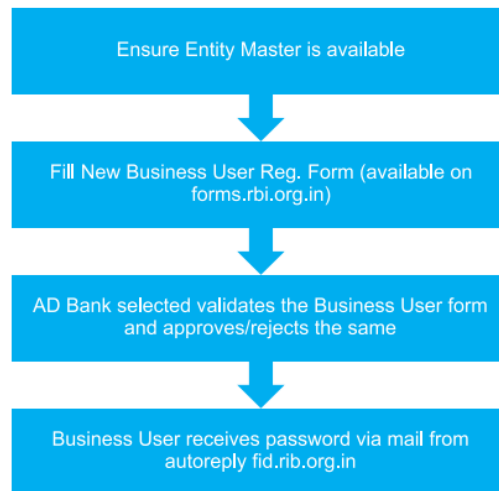 Ensure Entity Master is available
Fill New Business User Reg. Form (available on
forms.rbi.org.in)
AD Bank selected validates the Business User form
and approves/rejects the same
Business User receives password via mail from
autoreply fid.rib.org.in